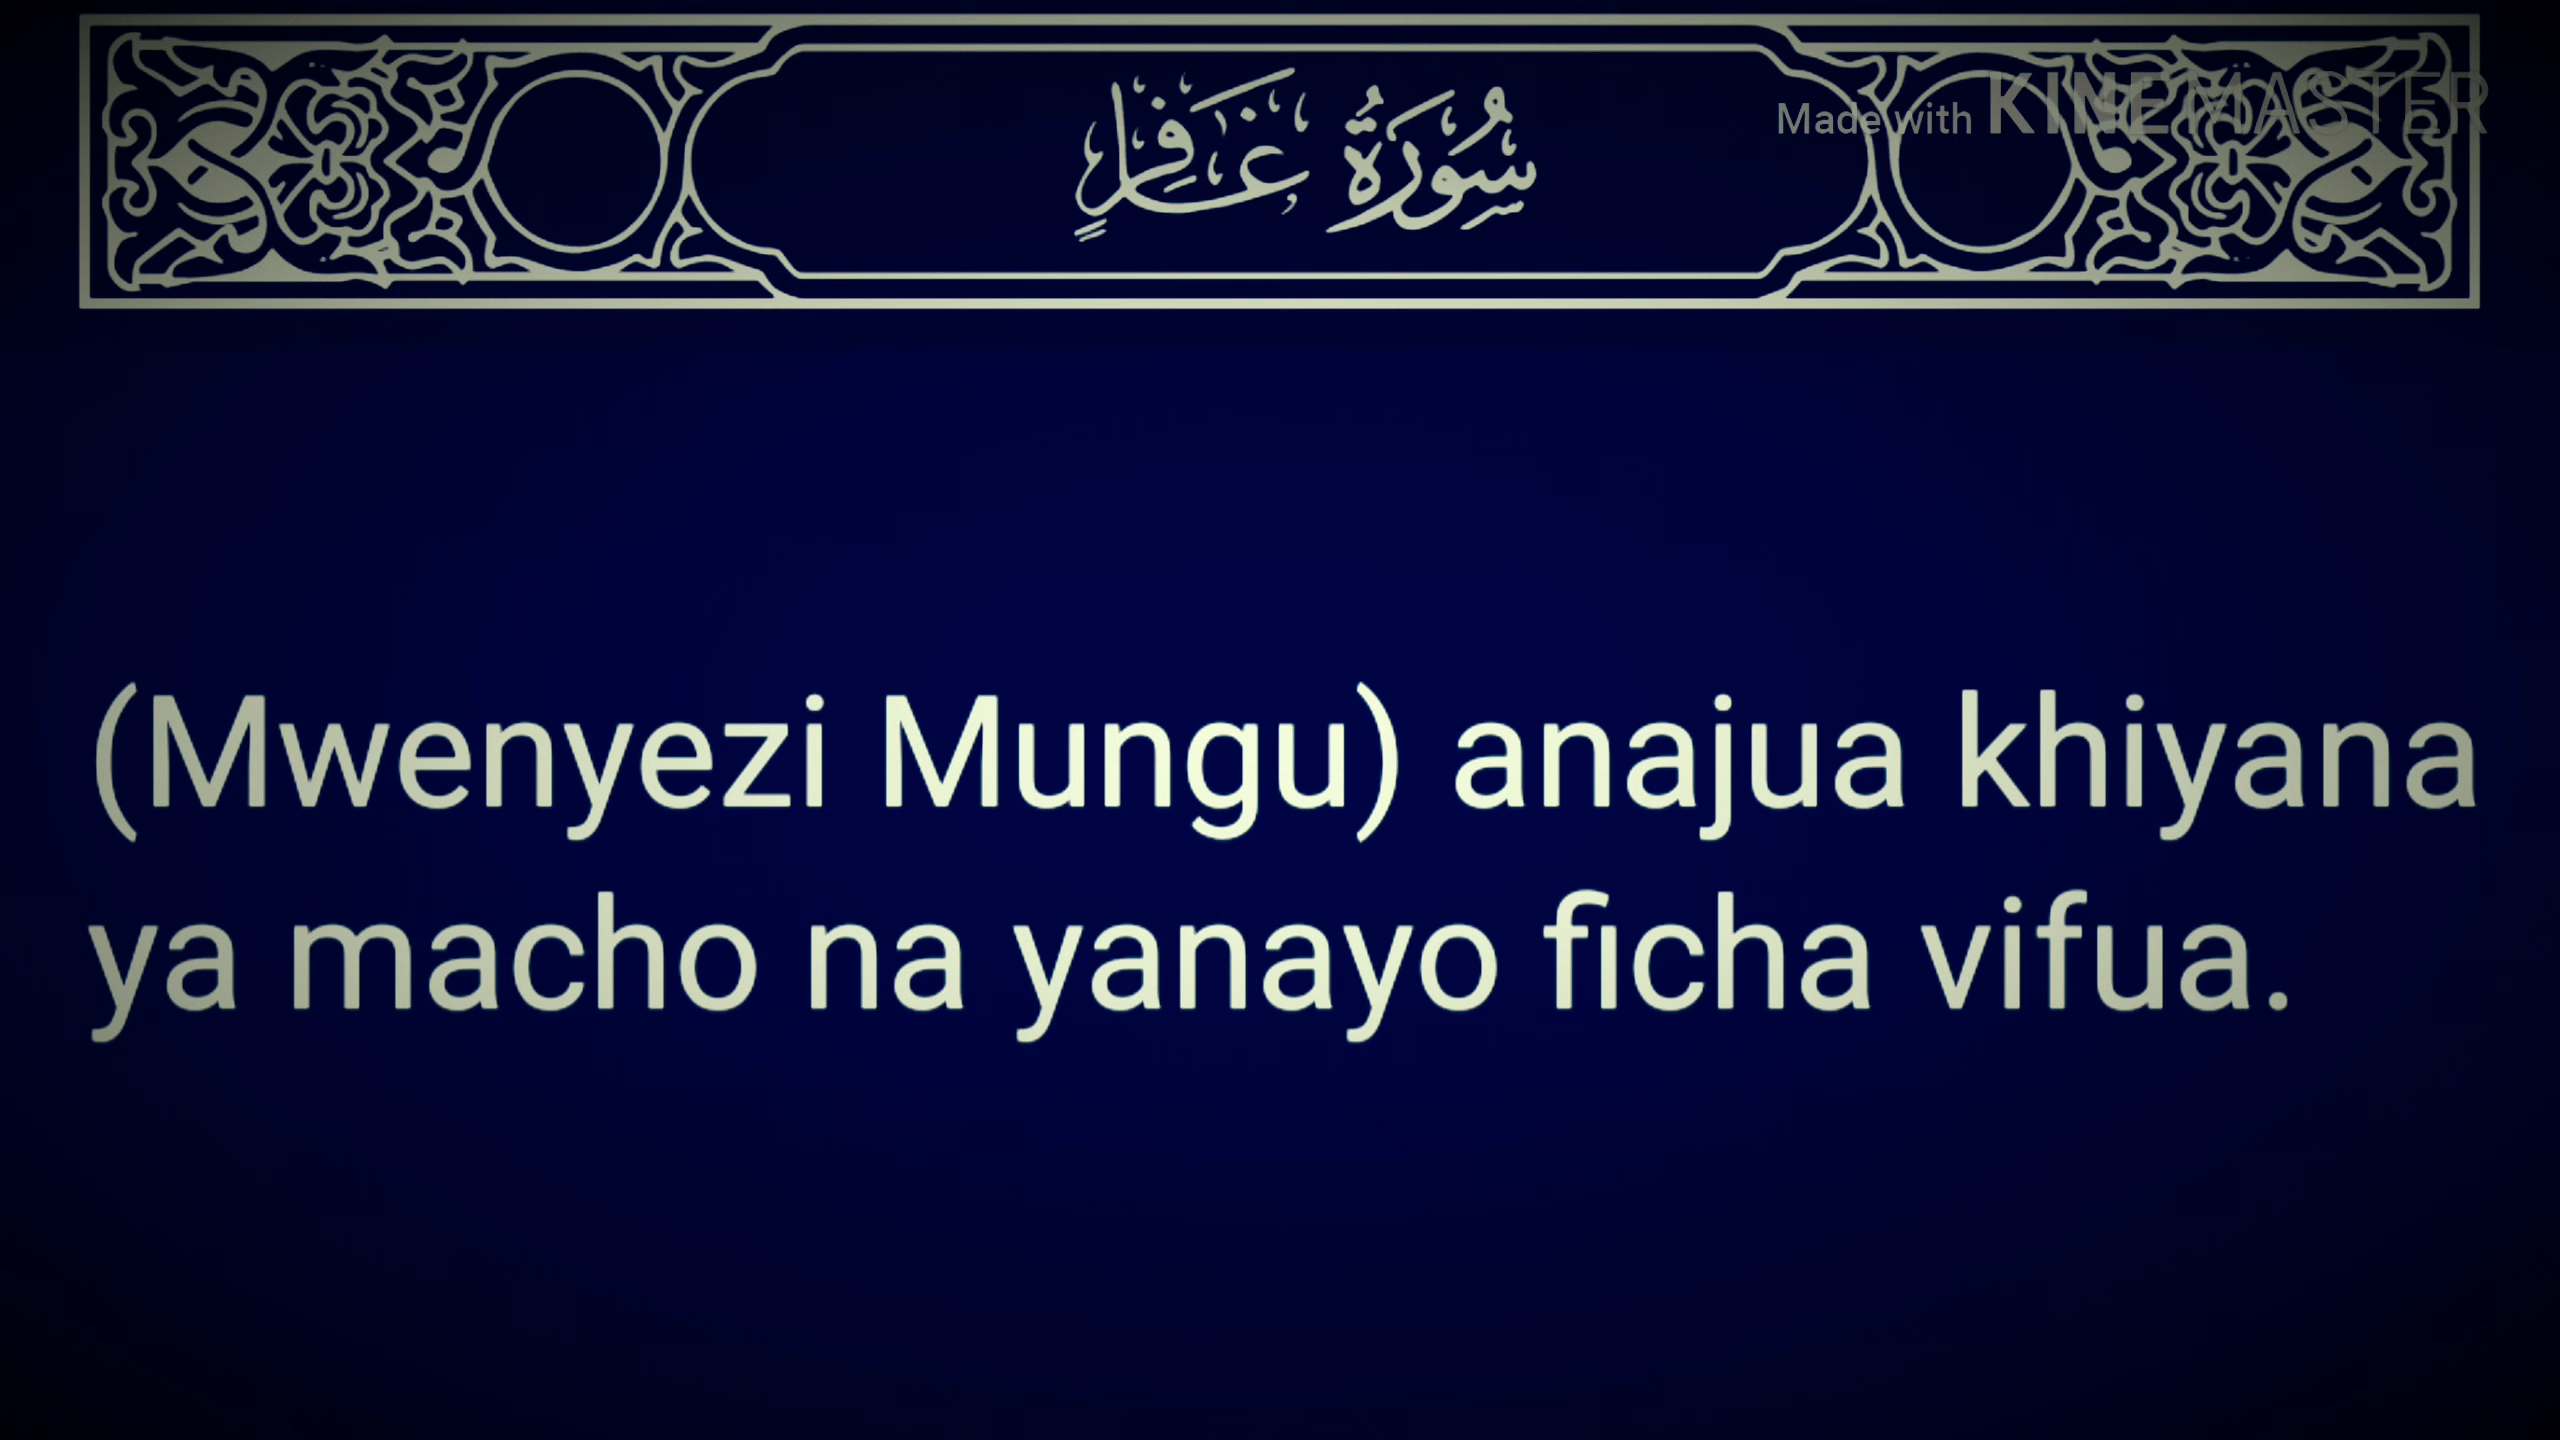 سُورَةُ غَافِرٍ
Made with KINEMASTER
(Mwenyezi Mungu) anajua khiyana
ya macho na yanayo ficha vifua.